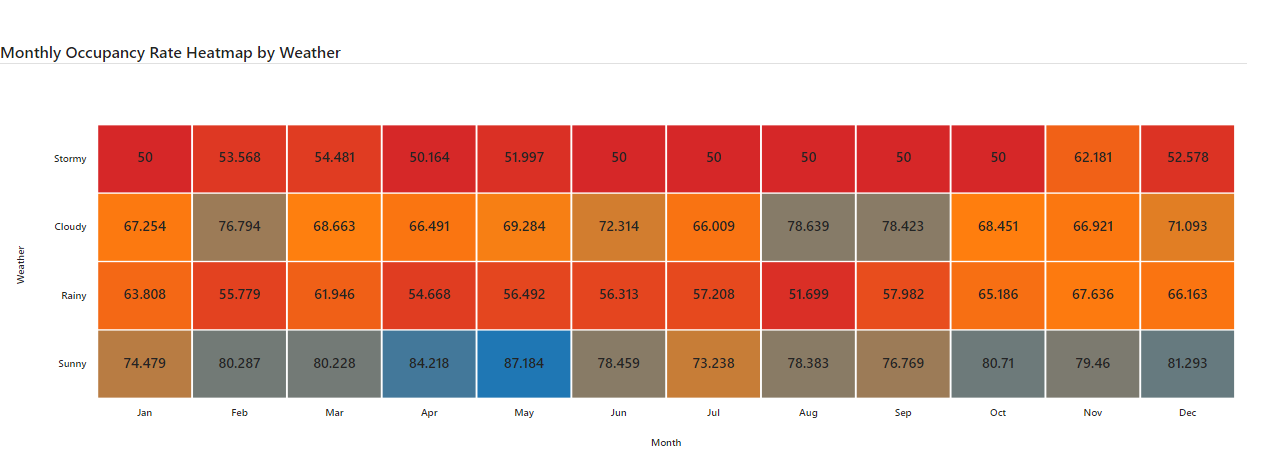 Monthly Occupancy Rate Heatmap by Weather
Stormy 50 53.568 54.481 50.164 51.997 50 50 50 50 50 62.181 52.578
Cloudy 67.254 76.794 68.663 66.491 69.284 72.314 66.009 78.639 78.423 68.451 66.921 71.093
Weather
Rainy 63.808 55.779 61.946 54.668 56.492 56.313 57.208 51.699 57.982 65.186 67.636 66.163
Sunny 74.479 80.287 80.228 84.218 87.184 78.459 73.238 78.383 76.769 80.71 79.46 81.293
Jan Feb Mar Apr May Jun Jul Aug Sep Oct Nov Dec
Month